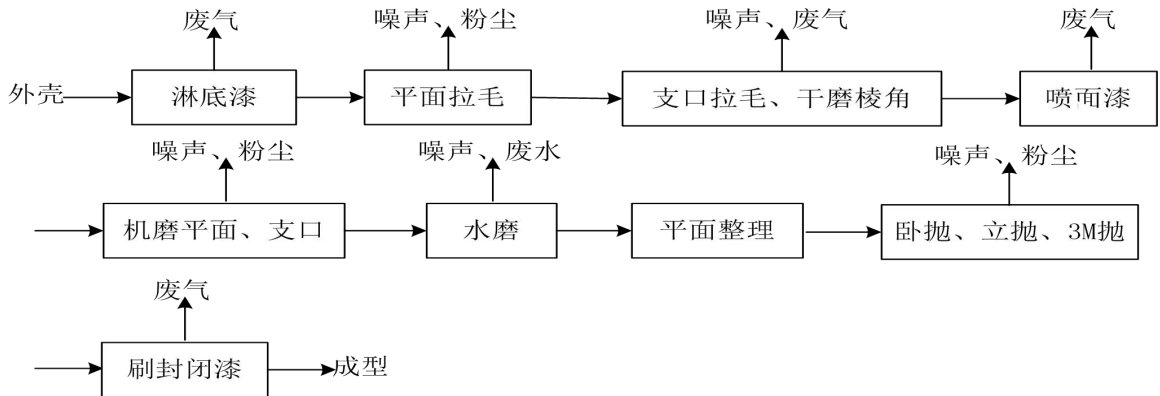 废气 噪声、粉尘 噪声、废气 废气
外壳 淋底漆 平面拉毛 支口拉毛、干磨棱角 喷面漆
噪声、粉尘 噪声、废水 噪声、粉尘
机磨平面、支口 水磨 平面整理 卧抛、立抛、3M抛
废气
刷封闭漆 成型